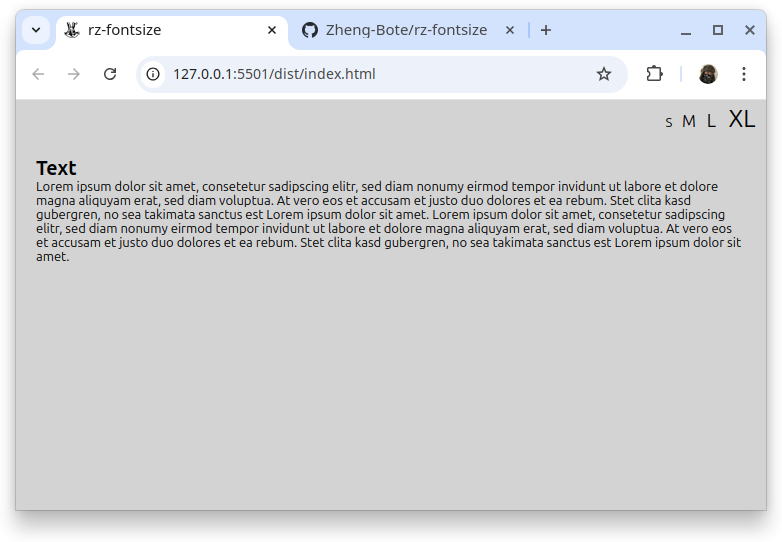 rz-fontsize
Zheng-Bote/rz-fontsize
127.0.0.1:5501/dist/index.html
S M L XL
Text
Lorem ipsum dolor sit amet, consetetur sadipscing elitr, sed diam nonumy eirmod tempor invidunt ut labore et dolore
magna aliquyam erat, sed diam voluptua. At vero eos et accusam et justo duo dolores et ea rebum. Stet clita kasd
gubergren, no sea takimata sanctus est Lorem ipsum dolor sit amet. Lorem ipsum dolor sit amet, consetetur sadipscing
elitr, sed diam nonumy eirmod tempor invidunt ut labore et dolore magna aliquyam erat, sed diam voluptua. At vero eos
et accusam et justo duo dolores et ea rebum. Stet clita kasd gubergren, no sea takimata sanctus est Lorem ipsum dolor sit
amet.